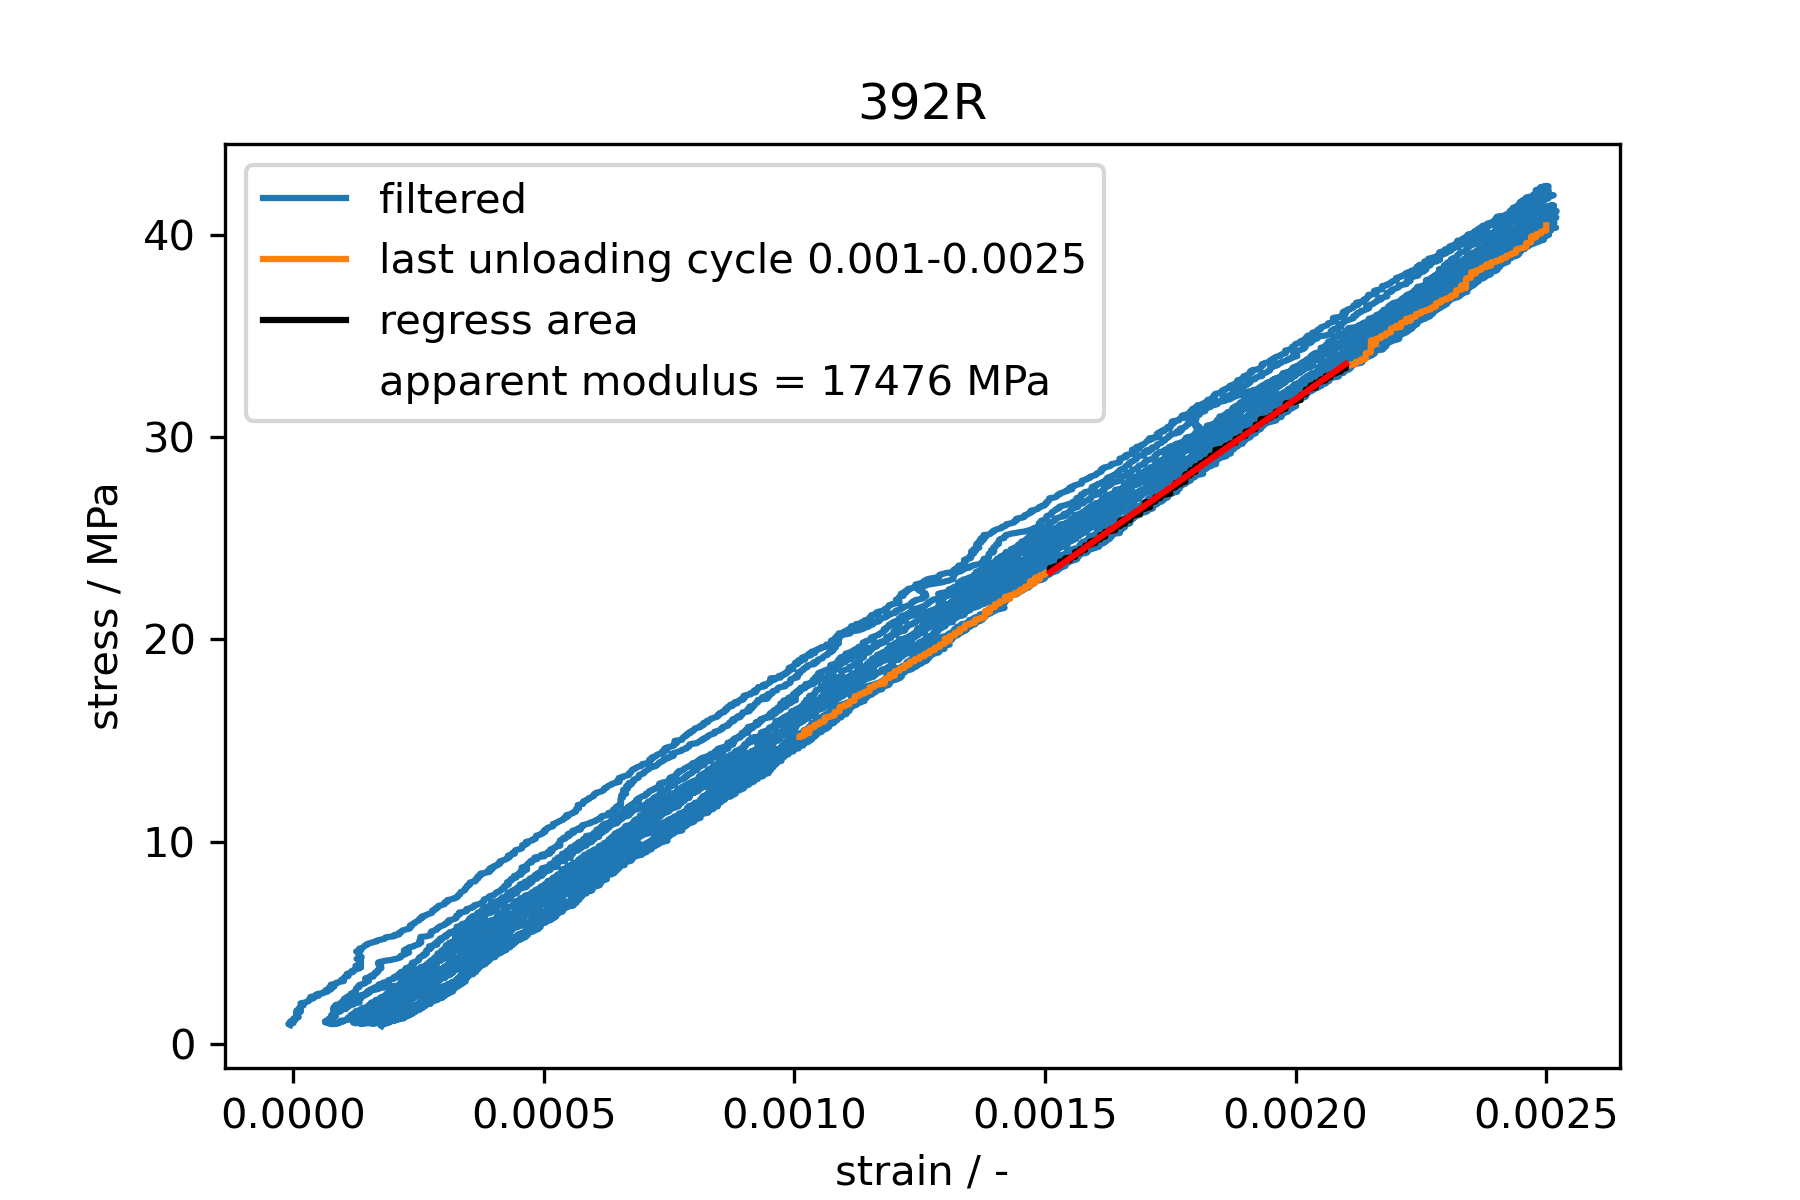 392R
filtered
last unloading cycle 0.001-0.0025
regress area
apparent modulus = 17476 MPa
stress / MPa
40
30
20
10
0
0.0000 0.0005 0.0010 0.0015 0.0020 0.0025
strain / -